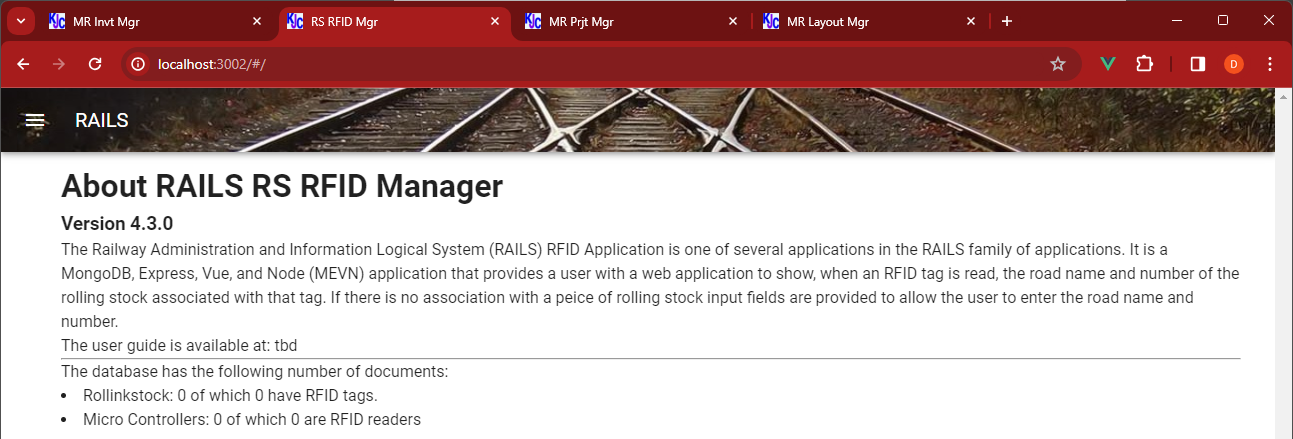 KJC MR Invt Mgr KJC RS RFID Mgr KJC MR Prjt Mgr KJC MR Layout Mgr
localhost:3002/#/ D
RAILS
About RAILS RS RFID Manager
Version 4.3.0
The Railway Administration and Information Logical System (RAILS) RFID Application is one of several applications in the RAILS family of applications. It is a
MongoDB, Express, Vue, and Node (MEVN) application that provides a user with a web application to show, when an RFID tag is read, the road name and number of the
rolling stock associated with that tag. If there is no association with a peice of rolling stock input fields are provided to allow the user to enter the road name and
number.
The user guide is available at: tbd
The database has the following number of documents:
• Rollinkstock: 0 of which 0 have RFID tags.
• Micro Controllers: 0 of which 0 are RFID readers